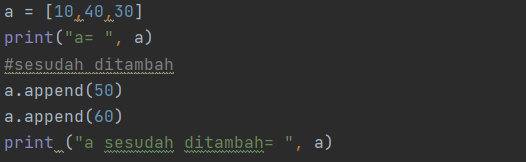 a = [10,40,30]
print("a= ", a)
#sesudah ditambah
a.append(50)
a.append(60)
print ("a sesudah ditambah= ", a)